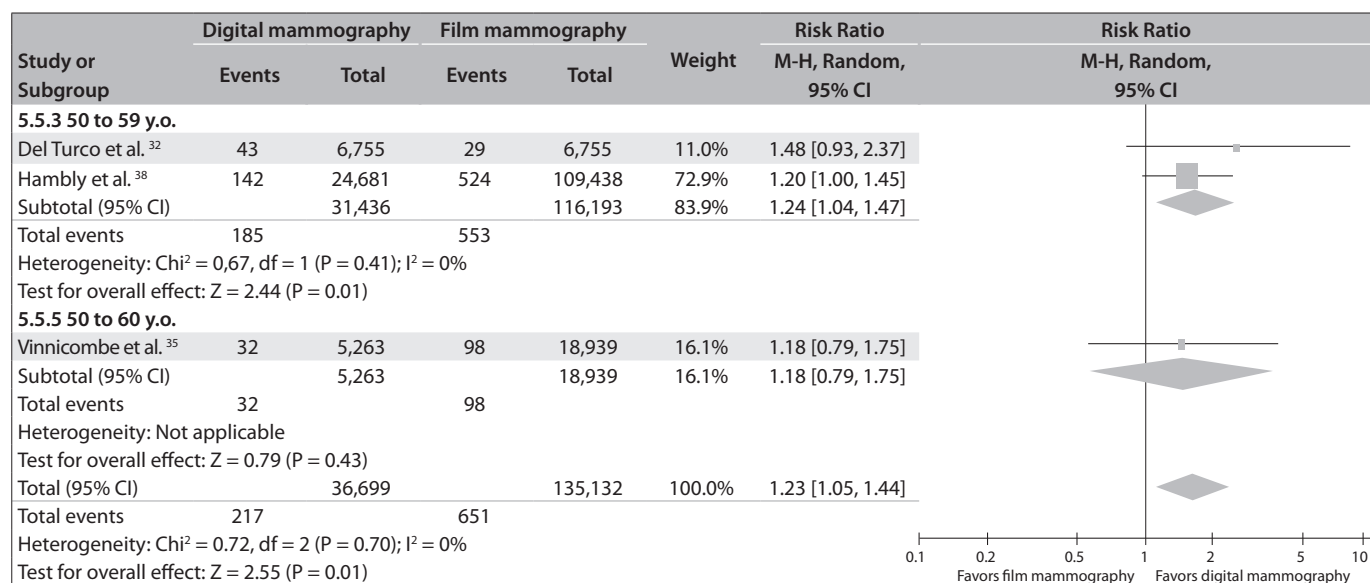 Digital mammography Film mammography Risk Ratio Risk Ratio
Study or Subgroup Events Total Events Total Weight M-H, Random, 95% CI M-H, Random, 95% CI
5.5.3 50 to 59 y.o.
Del Turco et al. 32 43 6,755 29 6,755 11.0% 1.48 [0.93, 2.37]
Hambly et al. 38 142 24,681 524 109,438 72.9% 1.20 [1.00, 1.45]
Subtotal (95% CI) 31,436 116,193 83.9% 1.24 [1.04, 1.47]
Total events 185 553
Heterogeneity: Chi² = 0,67, df = 1 (P = 0.41); I² = 0%
Test for overall effect: Z = 2.44 (P = 0.01)
5.5.5 50 to 60 y.o.
Vinnicombe et al. 35 32 5,263 98 18,939 16.1% 1.18 [0.79, 1.75]
Subtotal (95% CI) 5,263 18,939 16.1% 1.18 [0.79, 1.75]
Total events 32 98
Heterogeneity: Not applicable
Test for overall effect: Z = 0.79 (P = 0.43)
Total (95% CI) 36,699 135,132 100.0% 1.23 [1.05, 1.44]
Total events 217 651
Heterogeneity: Chi² = 0.72, df = 2 (P = 0.70); I² = 0%
Test for overall effect: Z = 2.55 (P = 0.01)
0.1 0.2 0.5 1 2 5 10
Favors film mammography Favors digital mammography